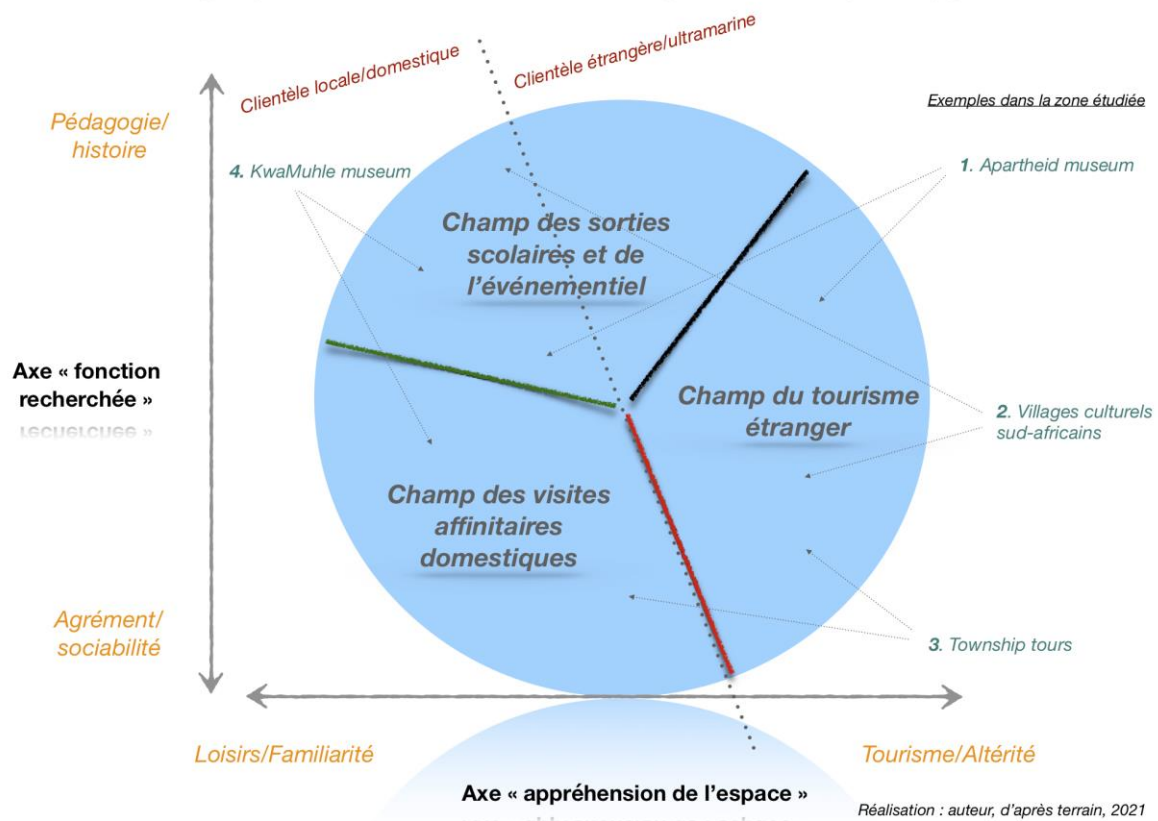 Clientèle locale/domestique
Clientèle étrangère/ultramarine
Exemples dans la zone étudiée
Pédagogie/
histoire
4. KwaMuhle museum
1. Apartheid museum
Champ des sorties
scolaires et de
l'événementiel
Axe « fonction
recherchée »
Champ du tourisme
étranger
2. Villages culturels
sud-africains
Champ des visites
affinitaires
domestiques
Agrément/
sociabilité
3. Township tours
Loisirs/Familiarité
Tourisme/Altérité
Axe « appréhension de l'espace »
Réalisation : auteur, d'après terrain, 2021